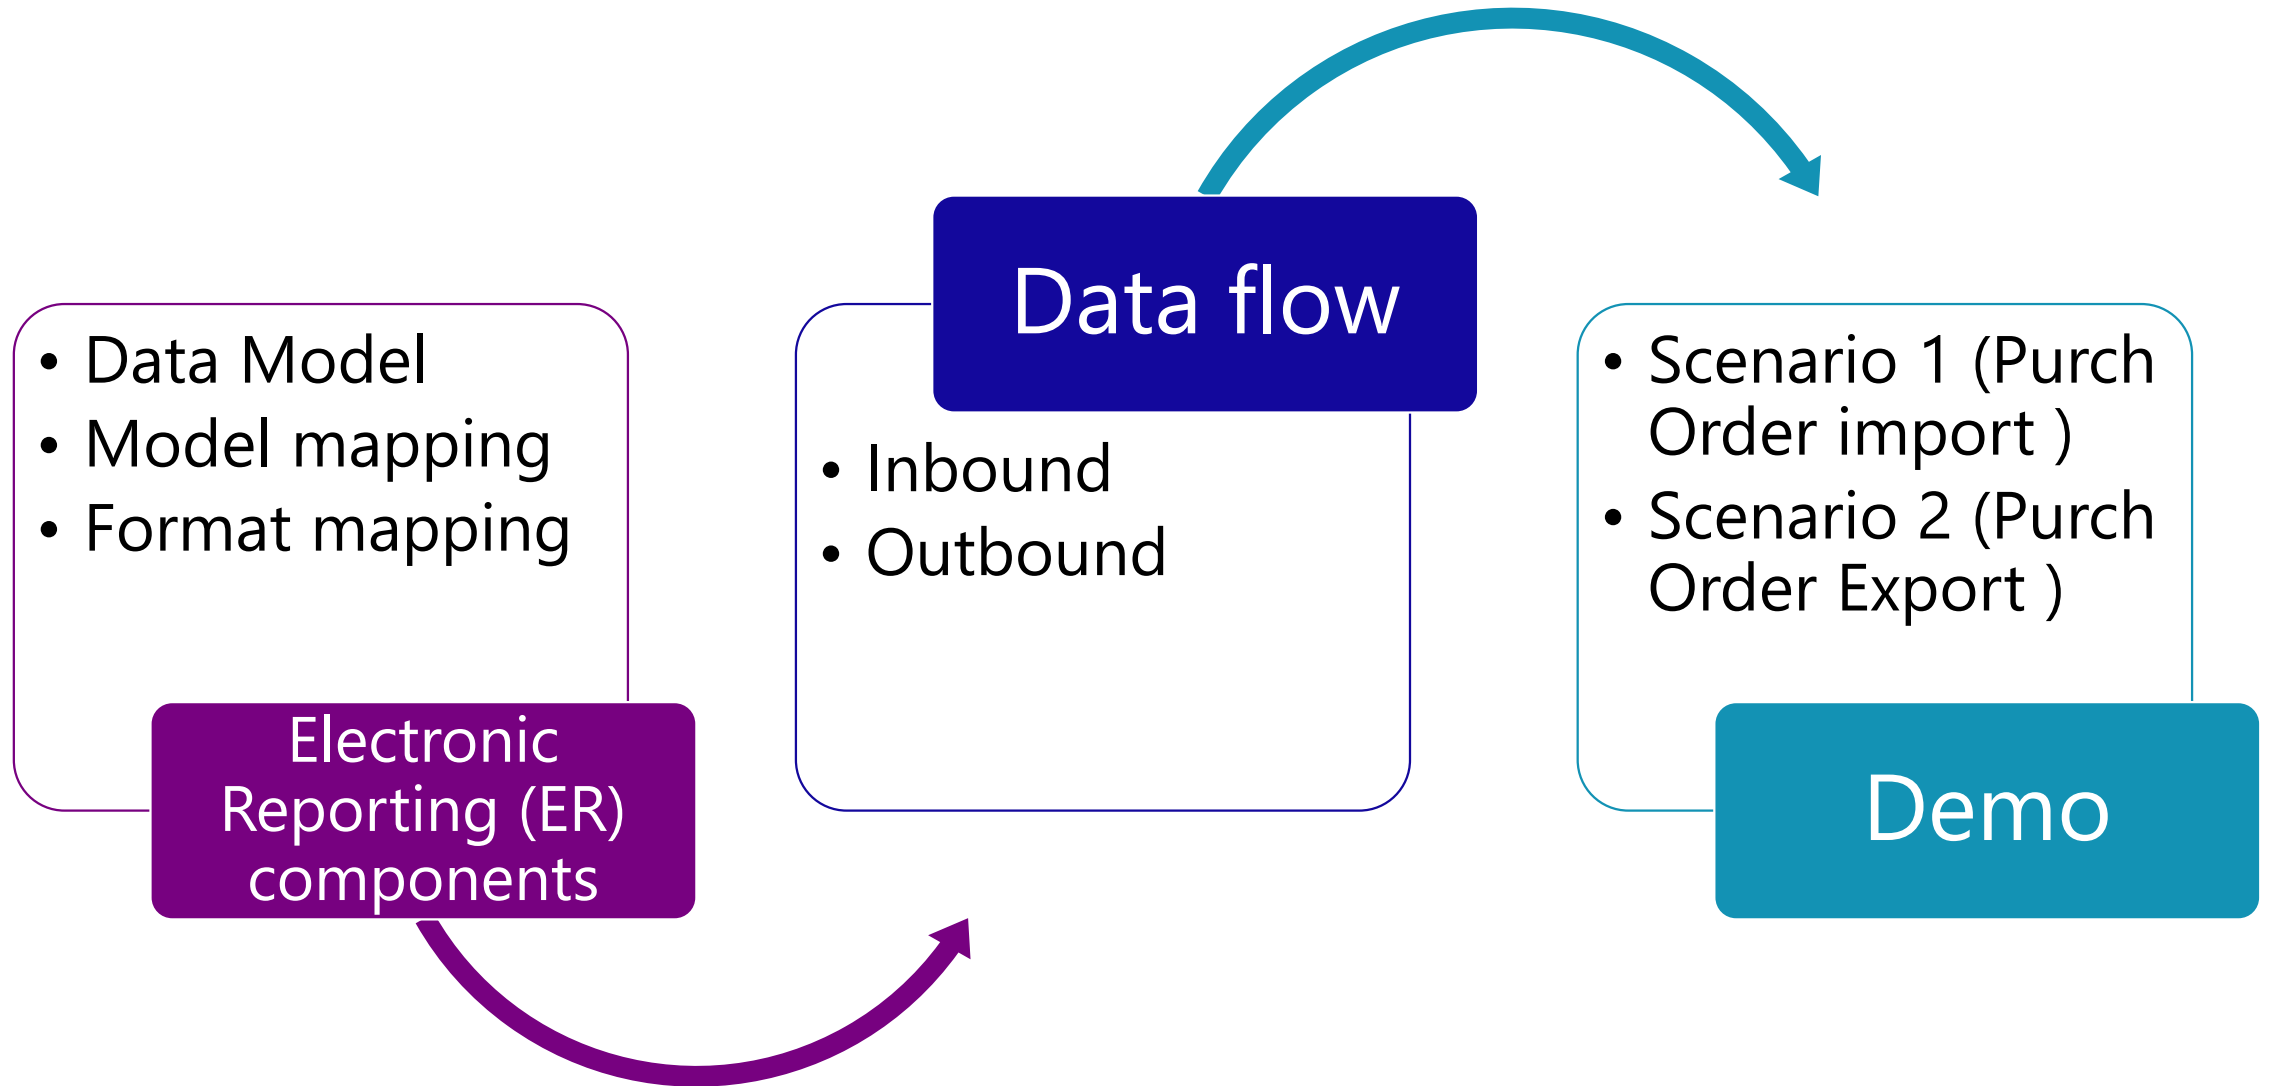 • Data Model
• Model mapping
• Format mapping
Electronic
Reporting (ER)
components
Data flow
• Inbound
• Outbound
• Scenario 1 (Purch
Order import )
• Scenario 2 (Purch
Order Export )
Demo